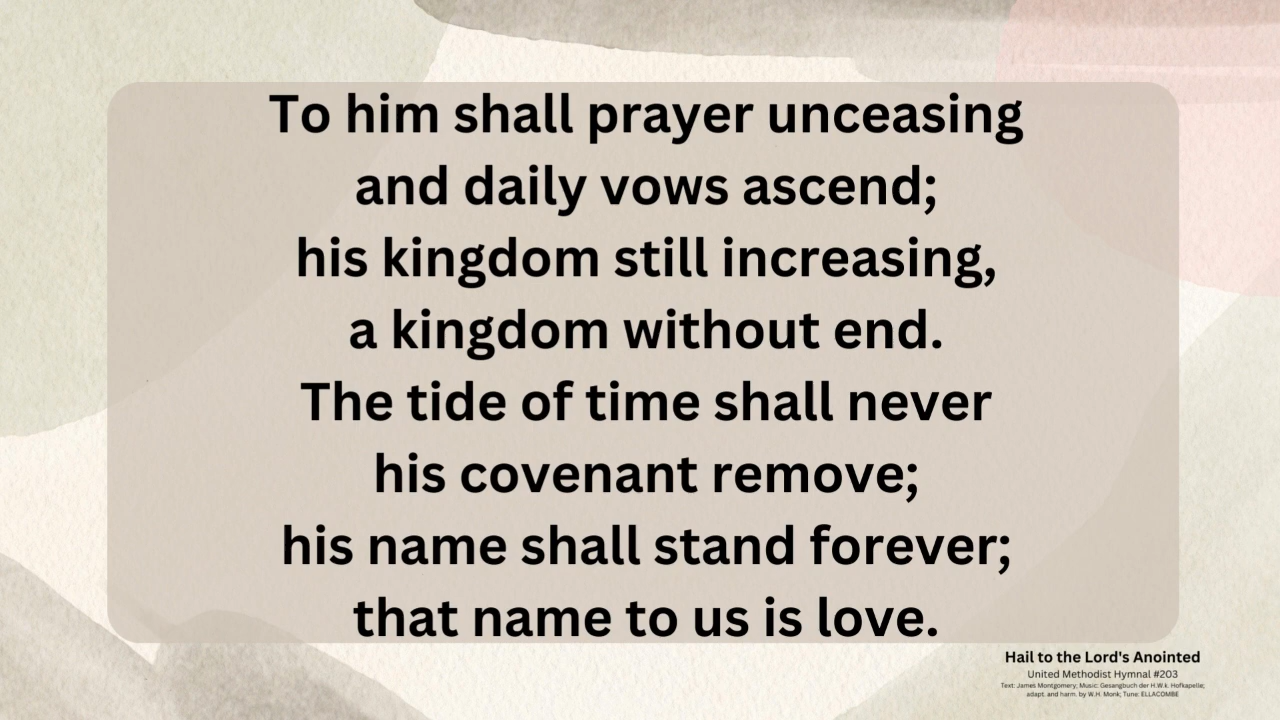 To him shall prayer unceasing
and daily vows ascend;
his kingdom still increasing,
a kingdom without end.
The tide of time shall never
his covenant remove;
his name shall stand forever;
that name to us is love.
Hail to the Lord's Anointed
United Methodist Hymnal #203
Text: James Montgomery; Music: Gesangbuch der H.W.k. Hofkapelle;
adapt. and harm. by W.H. Monk; Tune: ELLACOMBE